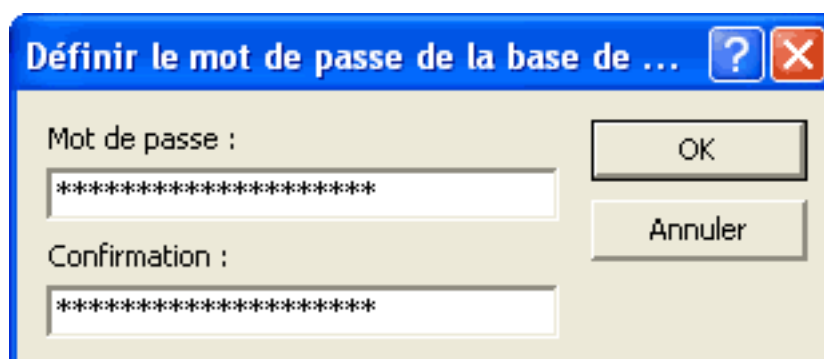 Définir le mot de passe de la base de ...
Mot de passe :
OK
********************
Annuler
Confirmation :
********************